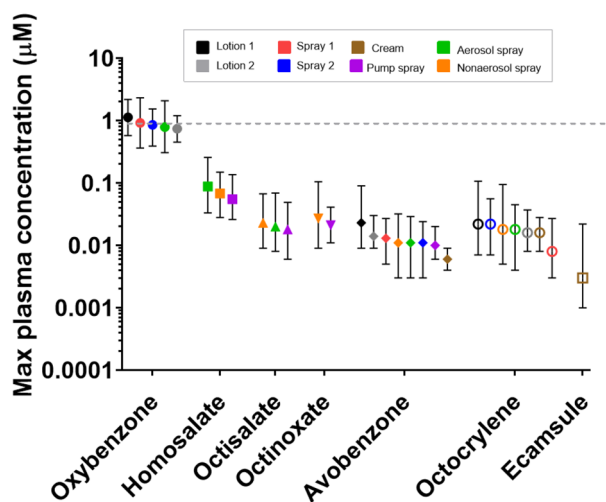 Max plasma concentration (μM)
10
1
0.1
0.01
0.001
0.0001
Lotion 1 Spray 1 Cream Aerosol spray
Lotion 2 Spray 2 Pump spray Nonaerosol spray
Oxybenzone
Homosalate
Octisalate
Octinoxate
Avobenzone
Octocrylene
Ecamsule